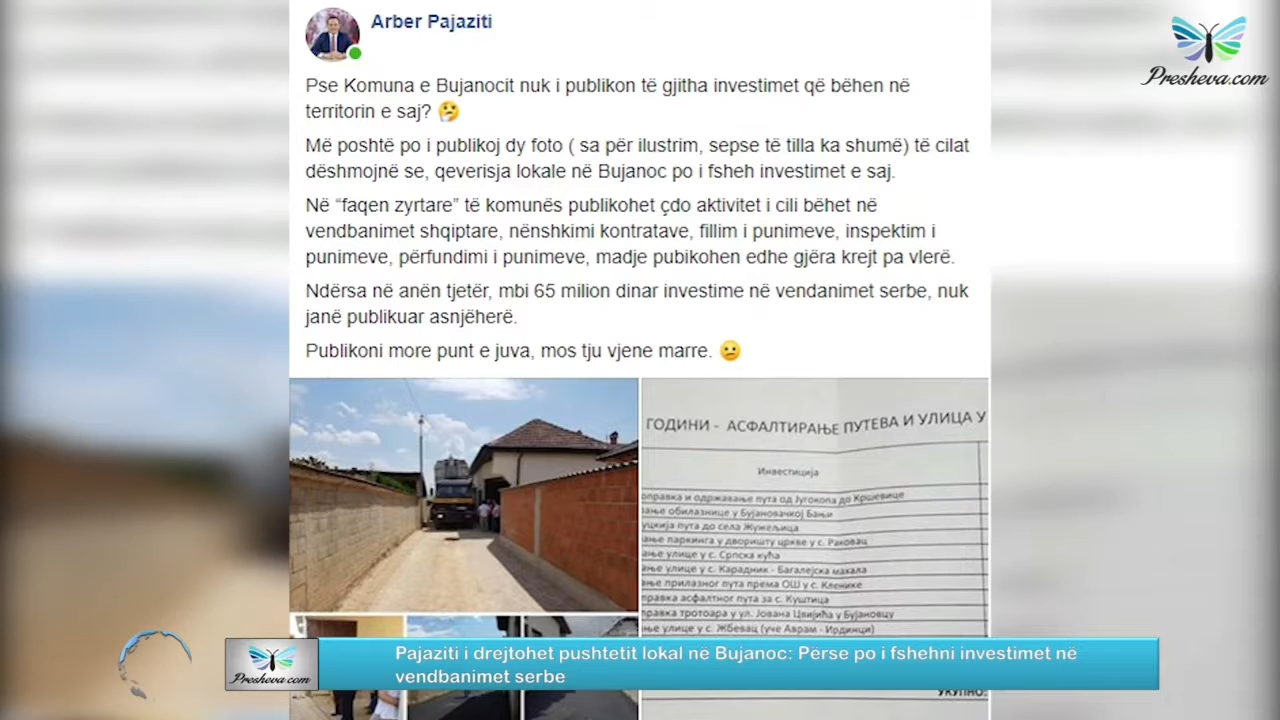 Arber Pajaziti
Presheva.com
Pse Komuna e Bujanocit nuk i publikon të gjitha investimet që bëhen në
territorin e saj? 🤔
Më poshtë po i publikoj dy foto ( sa për ilustrim, sepse të tilla ka shumë) të cilat
dëshmojnë se, qeverisja lokale në Bujanoc po i fsheh investimet e saj.
Në “faqen zyrtare” të komunës publikohet çdo aktivitet i cili bëhet në
vendbanimet shqiptare, nënshkimi kontratave, fillim i punimeve, inspektim i
punimeve, përfundimi i punimeve, madje pubikohen edhe gjëra krejt pa vlerë.
Ndërsa në anën tjetër, mbi 65 milion dinar investime në vendanimet serbe, nuk
janë publikuar asnjëherë.
Publikoni more punt e juva, mos tju vjene marre. 😕
ГОДИНИ - АСФАЛТИРАЊЕ ПУТЕВА И УЛИЦА У
Инвестиција
оправка и одржавање пута од Југокопа до Кршевице
ање обилазнице у Бујановачкој Бањи
уција пута до села Жужељица
ање паркинга у дворишту цркве у с. Раковац
ање улице у с. Српска кућа
ање улице у с. Карадник - Багалејска махала
ање прилазног пута према ОШ у с. Кленике
правка асфалтног пута за с. Куштица
правка тротоара у ул. Јована Цвијића у Бујановцу
ње улице у с. Жбевац (уче Аврам - Ирдинци)
УКУПНО:
Presheva.com
Pajaziti i drejtohet pushtetit lokal në Bujanoc: Përse po i fshehni investimet në
vendbanimet serbe